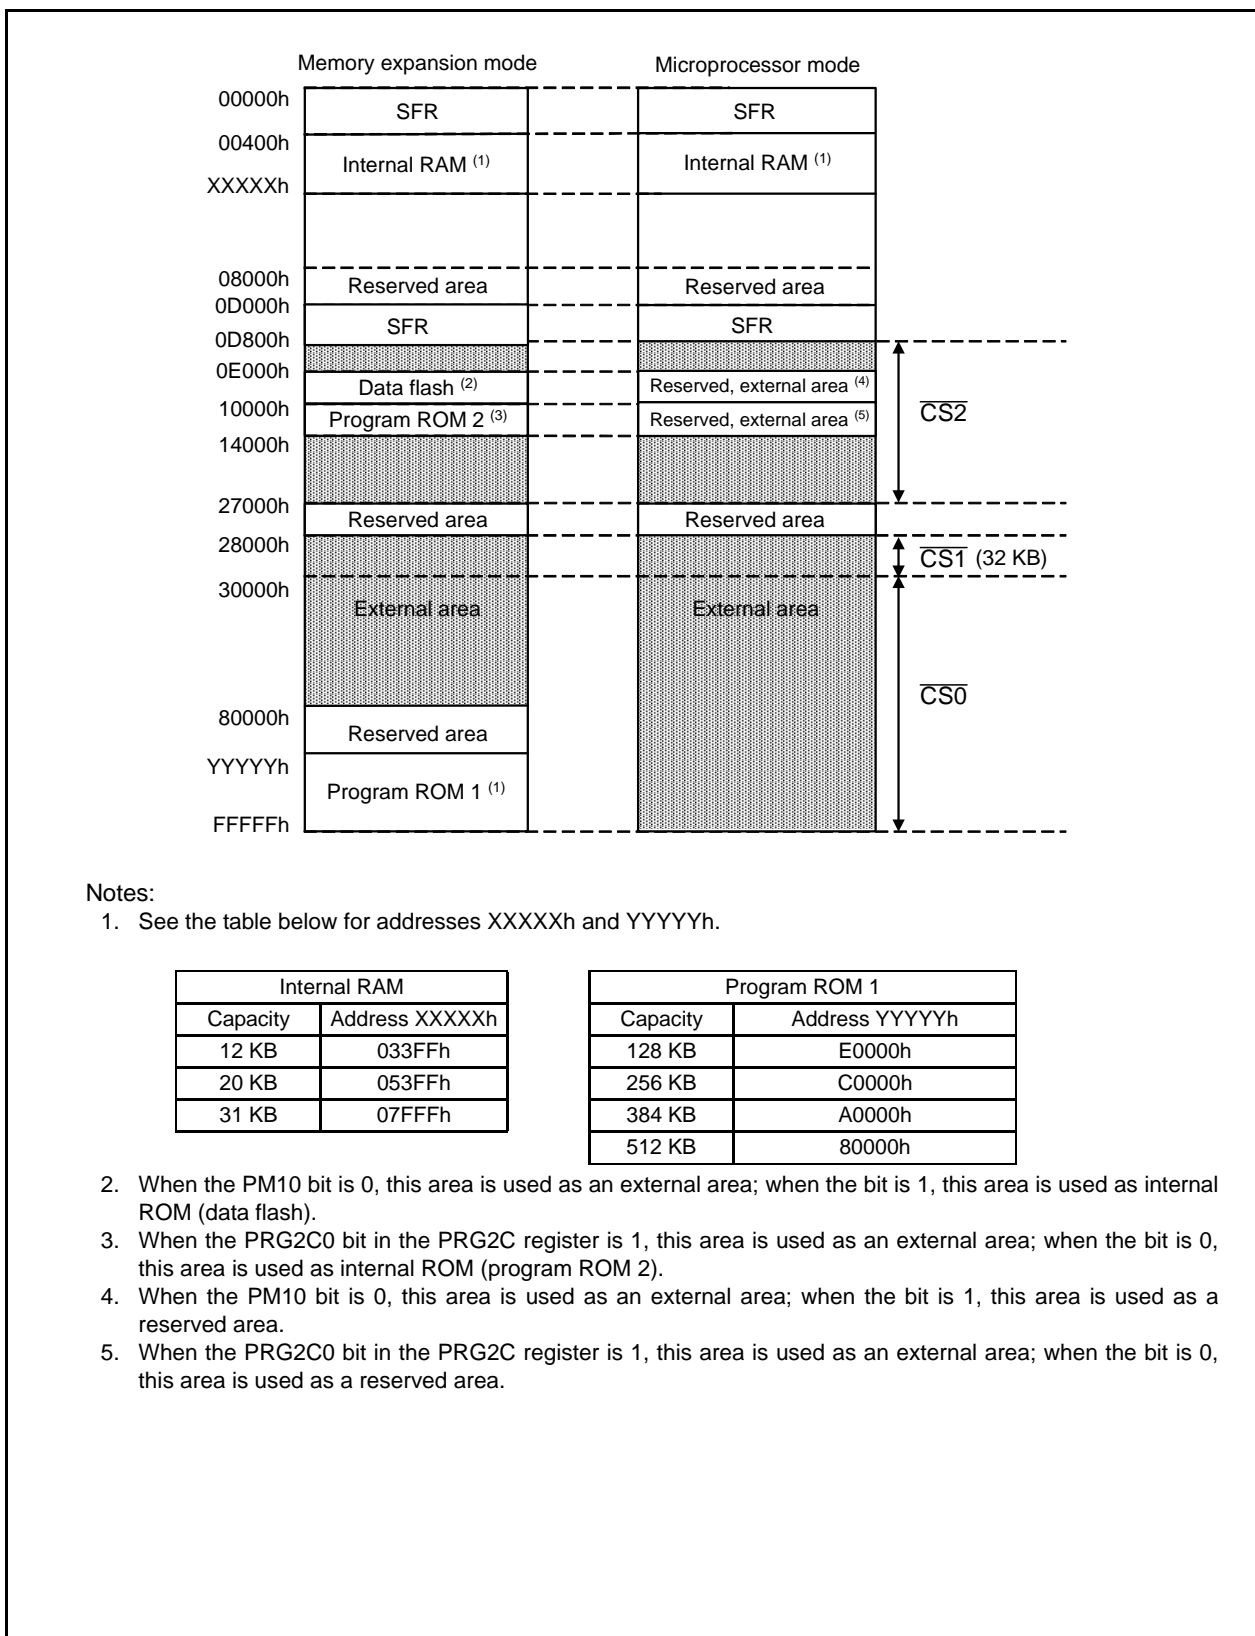 Memory expansion mode
Microprocessor mode
00000h
SFR
SFR
00400h
Internal RAM (1)
Internal RAM (1)
XXXXXh
08000h
Reserved area
Reserved area
0D000h
SFR
SFR
0D800h
0E000h
Data flash (2)
Reserved, external area (4)
CS2
10000h
Program ROM 2 (3)
Reserved, external area (5)
14000h
27000h
Reserved area
Reserved area
28000h
CS1 (32 KB)
30000h
External area
External area
CS0
80000h
Reserved area
YYYYYh
Program ROM 1 (1)
FFFFFh
Notes:
1. See the table below for addresses XXXXXh and YYYYYh.
Internal RAM
Capacity Address XXXXXh
12 KB 033FFh
20 KB 053FFh
31 KB 07FFFh
Program ROM 1
Capacity Address YYYYYh
128 KB E0000h
256 KB C0000h
384 KB A0000h
512 KB 80000h
2. When the PM10 bit is 0, this area is used as an external area; when the bit is 1, this area is used as internal
ROM (data flash).
3. When the PRG2C0 bit in the PRG2C register is 1, this area is used as an external area; when the bit is 0,
this area is used as internal ROM (program ROM 2).
4. When the PM10 bit is 0, this area is used as an external area; when the bit is 1, this area is used as a
reserved area.
5. When the PRG2C0 bit in the PRG2C register is 1, this area is used as an external area; when the bit is 0,
this area is used as a reserved area.